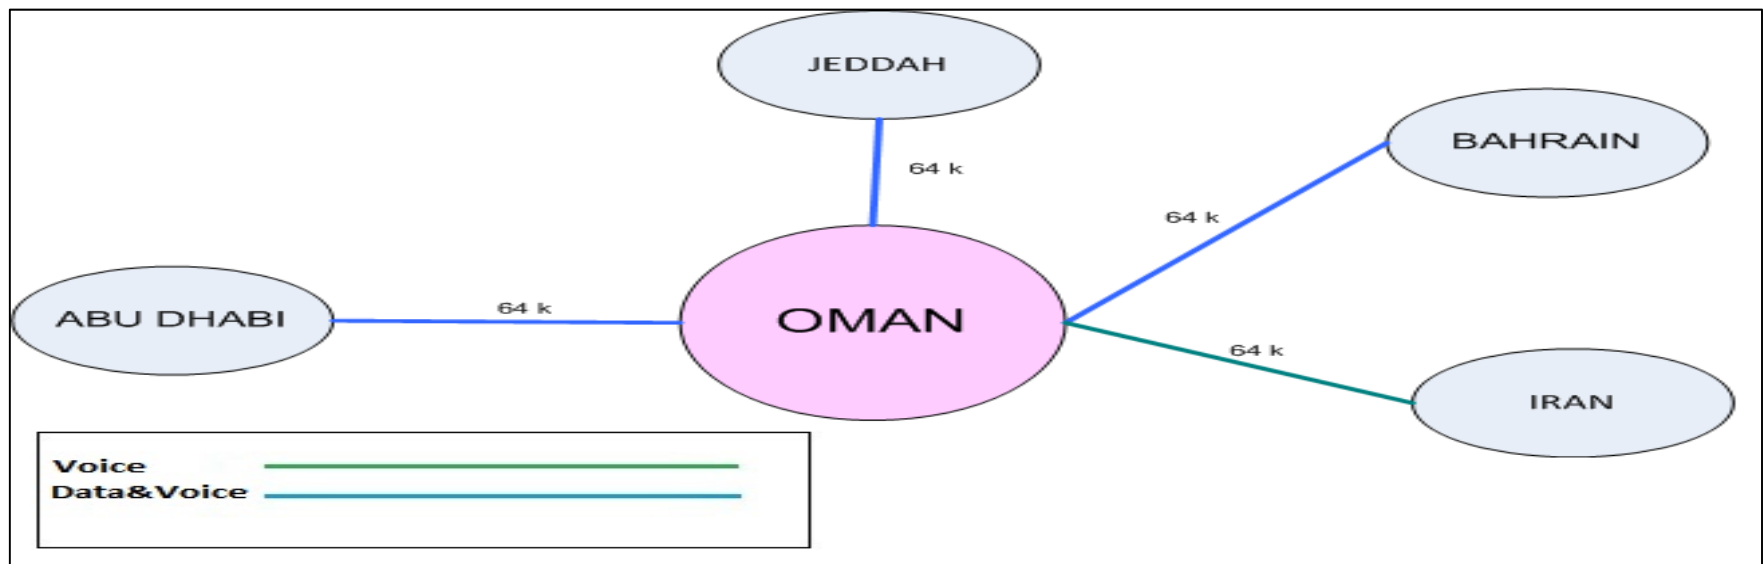 JEDDAH
BAHRAIN
64 k
64 k
ABU DHABI
64 k
OMAN
64 k
IRAN
Voice
Data&Voice